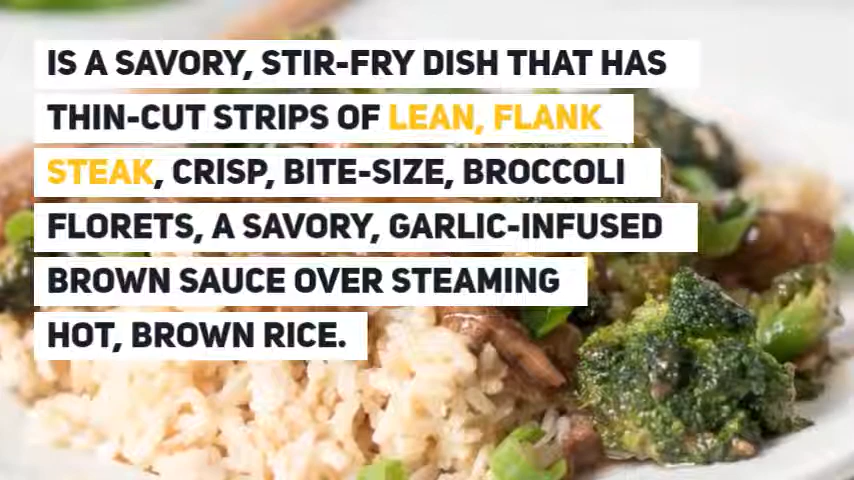 IS A SAVORY, STIR-FRY DISH THAT HAS
THIN-CUT STRIPS OF LEAN, FLANK
STEAK, CRISP, BITE-SIZE, BROCCOLI
FLORETS, A SAVORY, GARLIC-INFUSED
BROWN SAUCE OVER STEAMING
HOT, BROWN RICE.